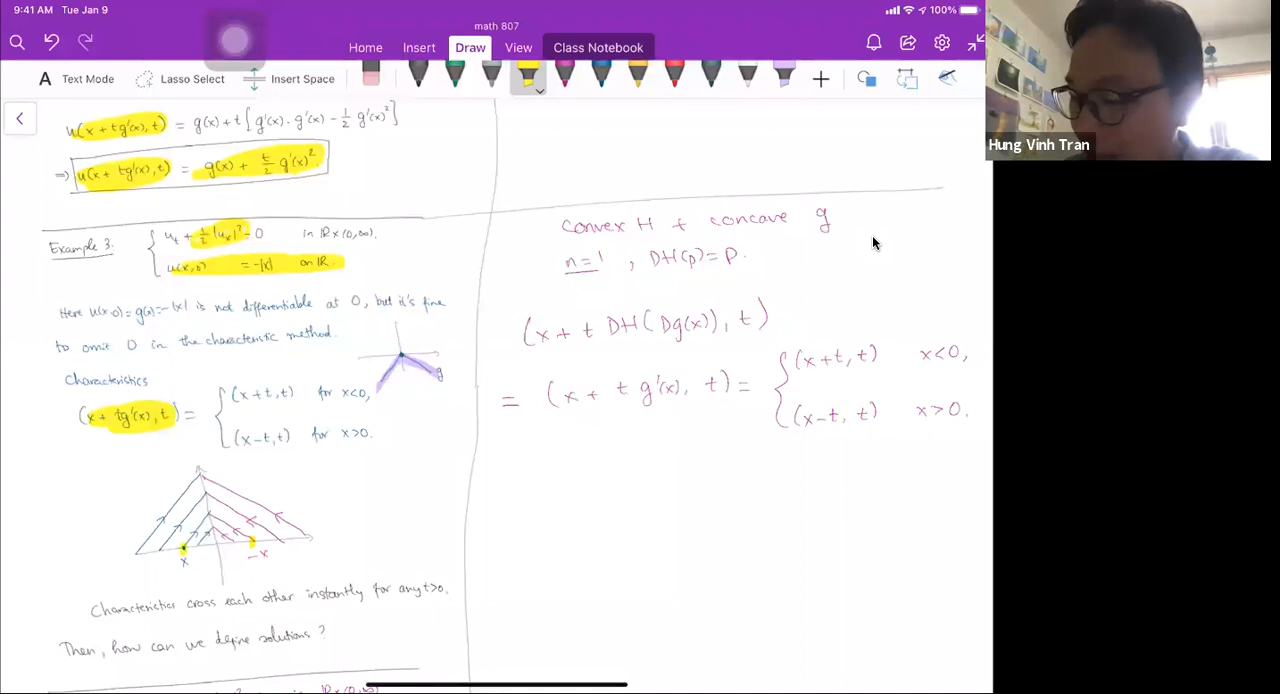 9:41 AM Tue Jan 9
100%
math 807
Home Insert Draw View Class Notebook
Text Mode Lasso Select Insert Space
u(x + tg'(x), t) = g(x) + t[g'(x) · g'(x) − ½ g'(x)²]
⇒ u(x + tg'(x), t) = g(x) + t/2 g'(x)²
Example 3: { u_t + ½|u_x|² = 0 in ℝ × (0,∞),
u(x,0) = −|x| on ℝ.
Here u(x,0) = g(x) = −|x| is not differentiable at 0, but it's fine
to omit 0 in the characteristic method.
g
Characteristics
(x + tg'(x), t) = { (x+t, t) for x<0,
(x−t, t) for x>0.
x −x
Characteristics cross each other instantly for any t>0.
Then, how can we define solutions?
in ℝ×(0,∞)
Convex H + concave g
n=1, DH(p)=p.
(x + t DH(Dg(x)), t)
= (x + t g'(x), t) = { (x+t, t) x<0,
(x−t, t) x>0.
Hung Vinh Tran